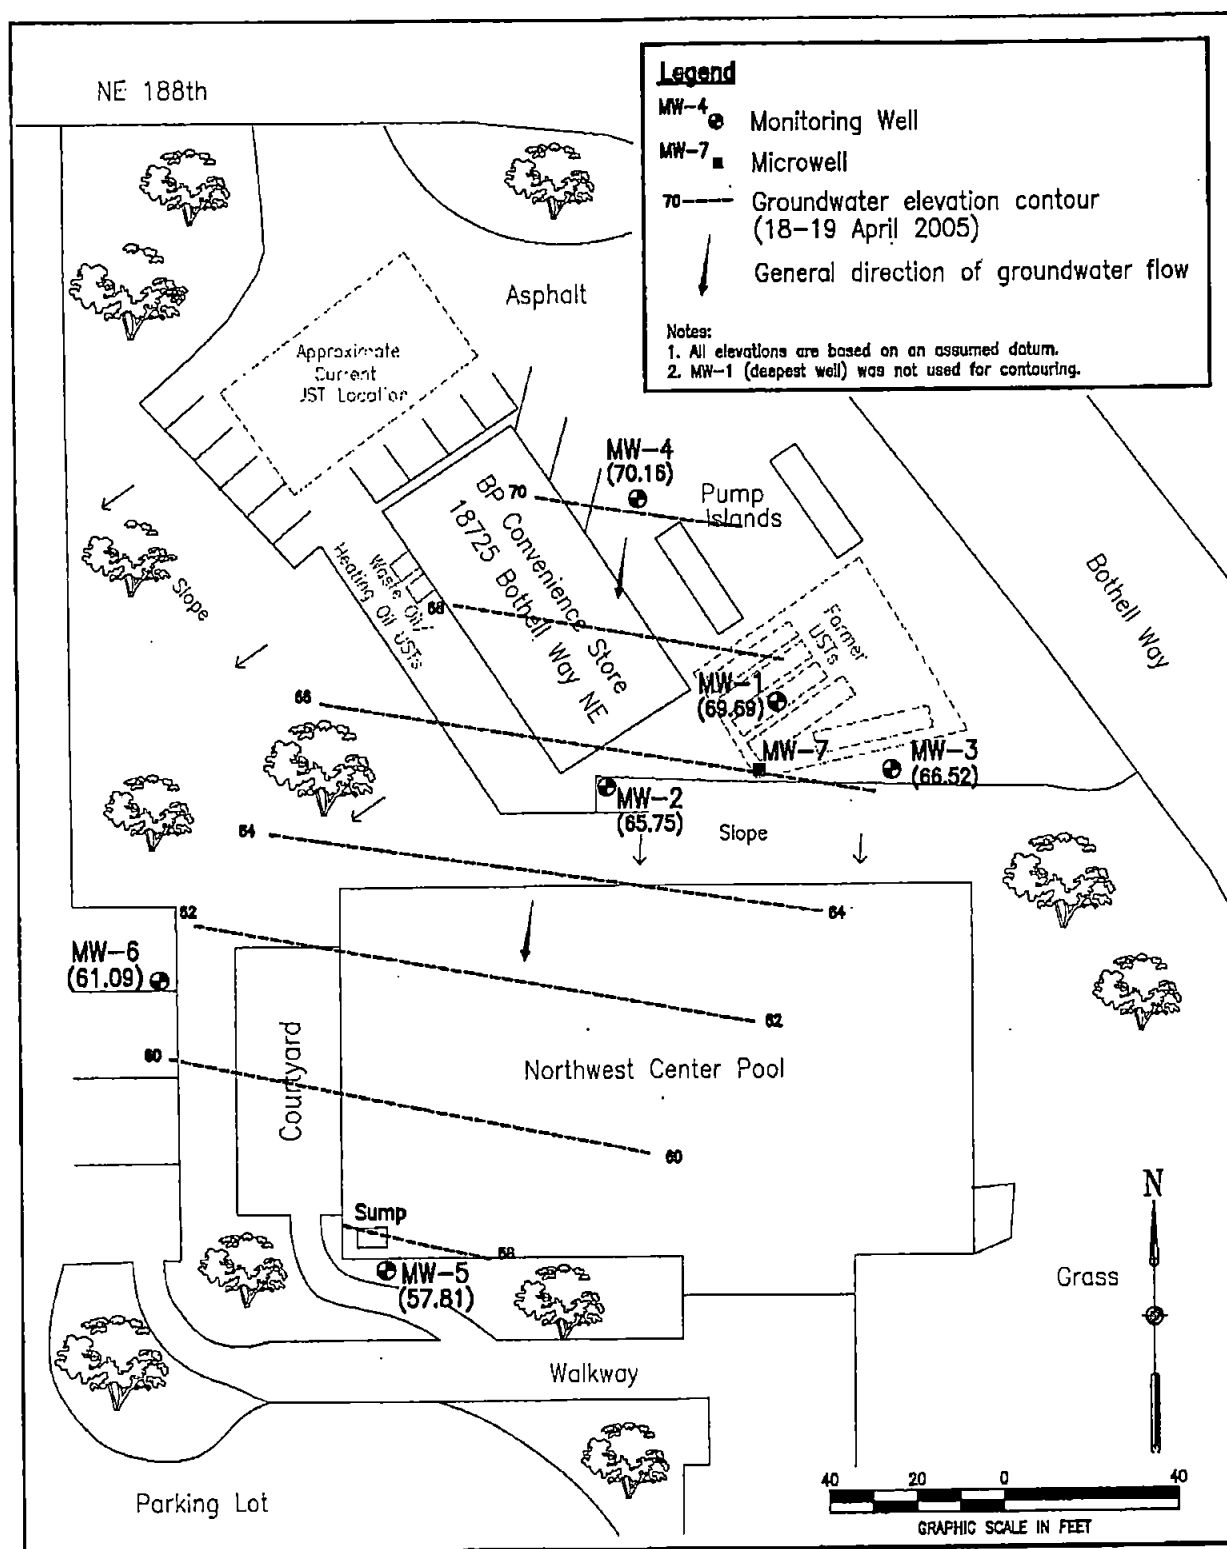 NE 188th
Legend
MW-4 Monitoring Well
MW-7 Microwell
70 Groundwater elevation contour
(18-19 April 2005)
General direction of groundwater flow
Notes:
1. All elevations are based on an assumed datum.
2. MW-1 (deepest well) was not used for contouring.
Asphalt
Approximate
Current
UST Location
MW-4
(70.16)
70
Pump
Islands
BP Convenience Store
18725 Bothell Way NE
Waste Oil/
Heating Oil USTs
Slope
68
Former
USTs
Bothell Way
MW-1
(69.69)
66
MW-7
MW-3
(66.52)
MW-2
(65.75)
Slope
64
64
62
MW-6
(61.09)
62
Courtyard
60
Northwest Center Pool
60
Sump
58
MW-5
(57.81)
N
Grass
Walkway
Parking Lot
40 20 0 40
GRAPHIC SCALE IN FEET